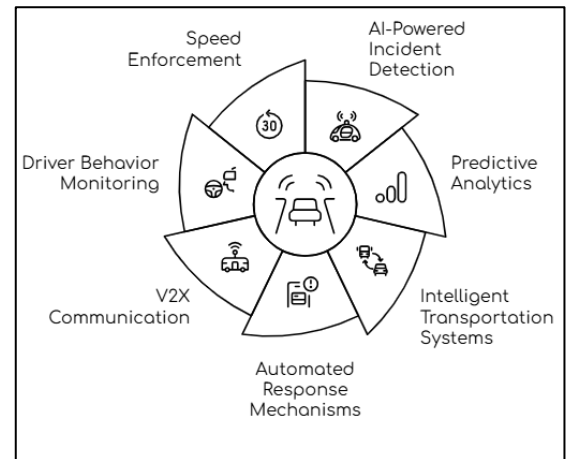 Speed
Enforcement
AI-Powered
Incident
Detection
30
Driver Behavior
Monitoring
Predictive
Analytics
V2X
Communication
Intelligent
Transportation
Systems
Automated
Response
Mechanisms